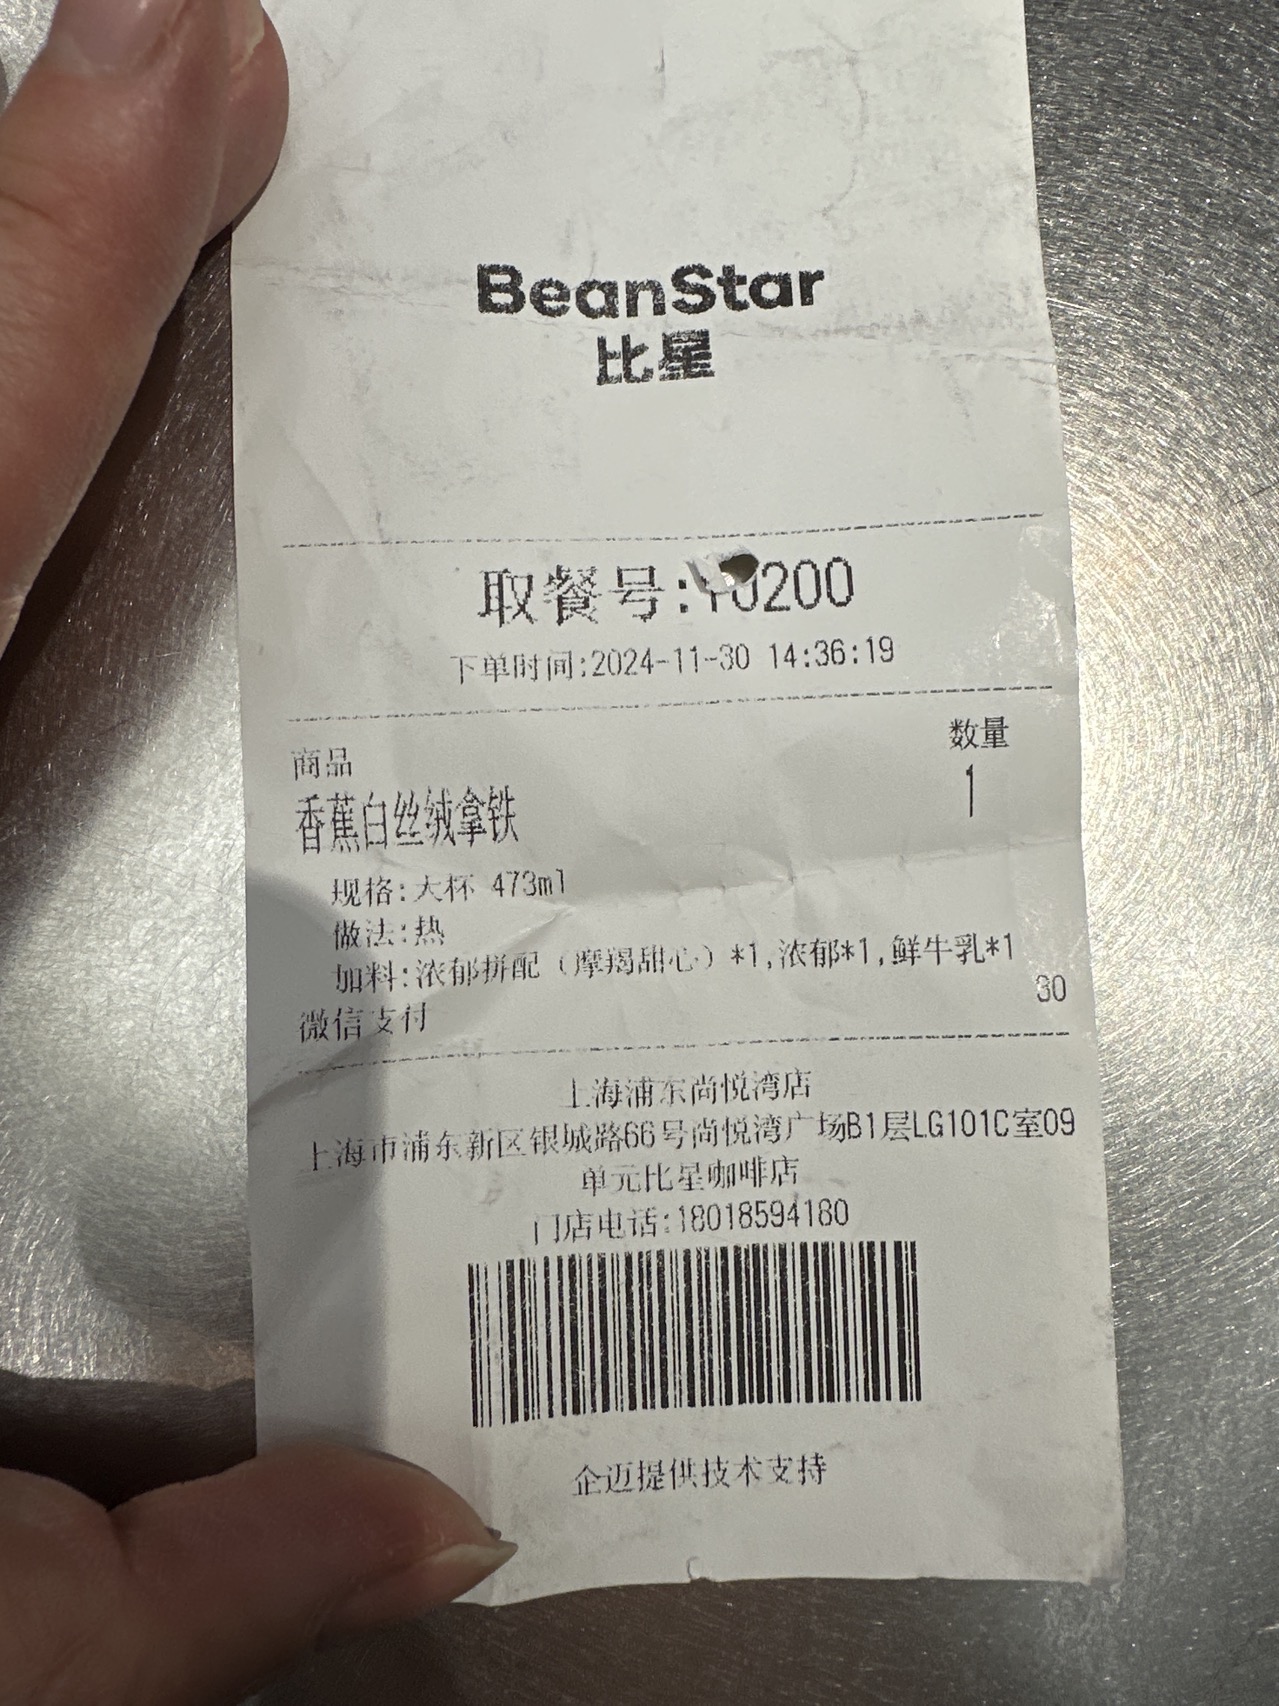 BeanStar
比星
取餐号:10200
下单时间:2024-11-30 14:36:19
商品 数量
香蕉白丝绒拿铁 1
规格:大杯 473ml
做法:热
加料:浓郁拼配（摩羯甜心）*1,浓郁*1,鲜牛乳*1
微信支付 30
上海浦东尚悦湾店
上海市浦东新区银城路66号尚悦湾广场B1层LG101C室09
单元比星咖啡店
门店电话:18018594180
企迈提供技术支持